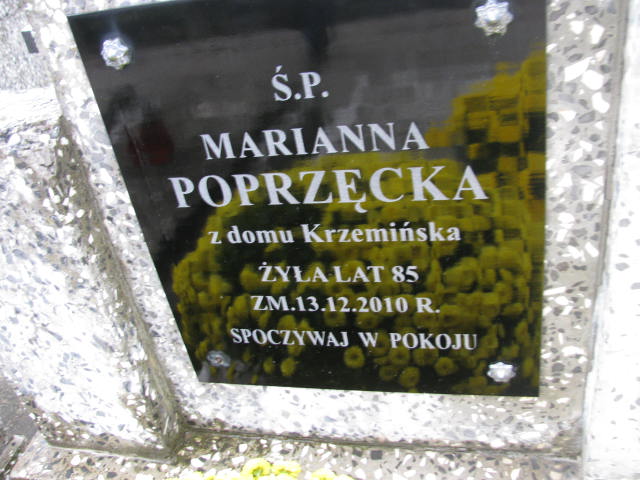 Ś.P.
MARIANNA
POPRZĘCKA
z domu Krzemińska
ŻYŁA LAT 85
ZM.13.12.2010 R.
SPOCZYWAJ W POKOJU